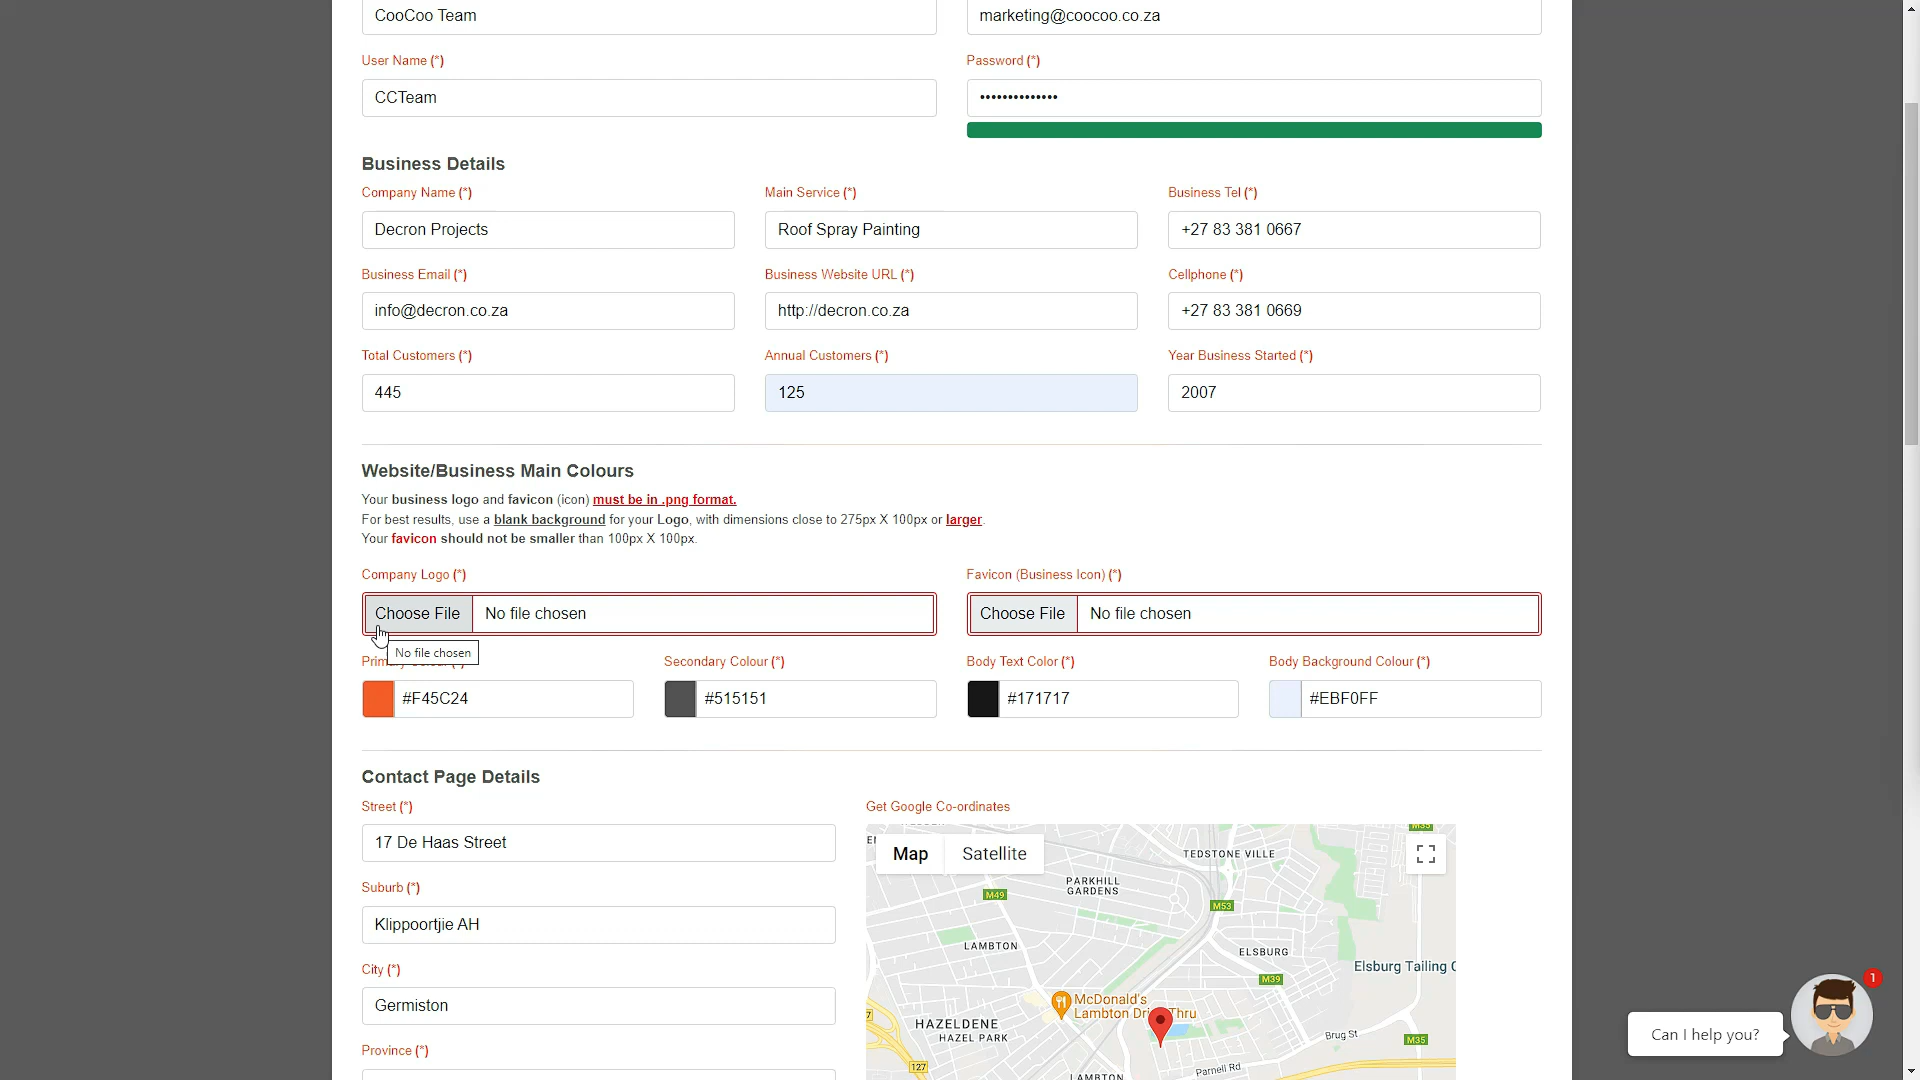 CooCoo Team
marketing@coocoo.co.za
User Name (*)
Password (*)
CCTeam
••••••••••••••
Business Details
Company Name (*)
Main Service (*)
Business Tel (*)
Decron Projects
Roof Spray Painting
+27 83 381 0667
Business Email (*)
Business Website URL (*)
Cellphone (*)
info@decron.co.za
http://decron.co.za
+27 83 381 0669
Total Customers (*)
Annual Customers (*)
Year Business Started (*)
445
125
2007
Website/Business Main Colours
Your business logo and favicon (icon) must be in .png format.
For best results, use a blank background for your Logo, with dimensions close to 275px X 100px or larger.
Your favicon should not be smaller than 100px X 100px.
Company Logo (*)
Favicon (Business Icon) (*)
Choose File No file chosen
Choose File No file chosen
No file chosen
Secondary Colour (*)
Body Text Color (*)
Body Background Colour (*)
#F45C24
#515151
#171717
#EBF0FF
Contact Page Details
Street (*)
Get Google Co-ordinates
17 De Haas Street
Map
Satellite
TEDSTONE VILLE
PARKHILL
GARDENS
M49
M53
Suburb (*)
Klippoortjie AH
LAMBTON
ELSBURG
Elsburg Tailing
M39
City (*)
Germiston
McDonald's
Lambton Thru
HAZELDENE
HAZEL PARK
Brug St
M35
Province (*)
127
Parnell Rd
LAMBTON
Can I help you?
1